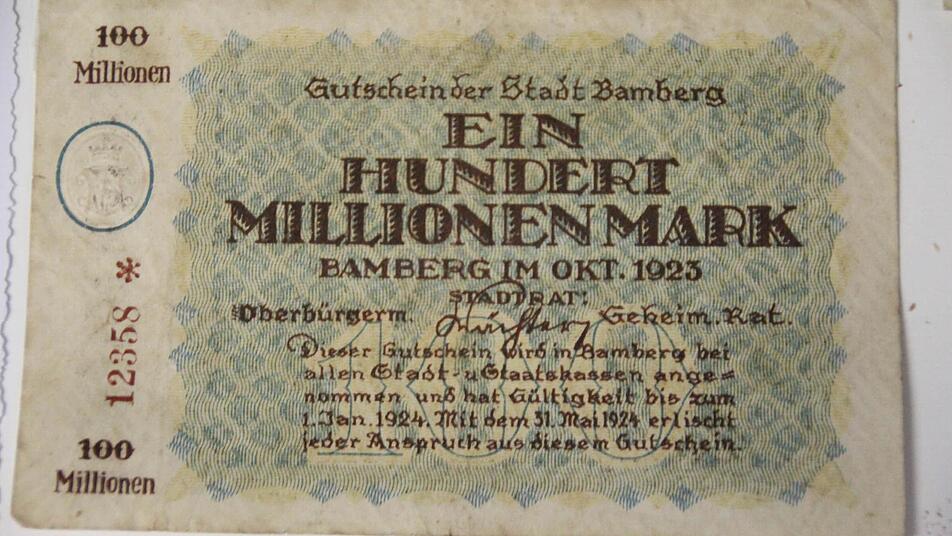 100
Millionen
Gutschein der Stadt Bamberg
EIN
HUNDERT
MILLIONEN MARK
BAMBERG IM OKT. 1923
STADTRAT:
Oberbürgerm. Wächter, Geheim. Rat.
Dieser Gutschein wird in Bamberg bei
allen Stadt- u Staatskassen ange=
nommen und hat Gültigkeit bis zum
1. Jan. 1924. Mit dem 31. Mai 1924 erlischt
jeder Anspruch aus diesem Gutschein.
100
12358 *
100
Millionen